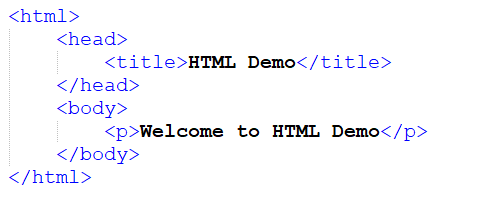 <html>
    <head>
        <title>HTML Demo</title>
    </head>
    <body>
        <p>Welcome to HTML Demo</p>
    </body>
</html>